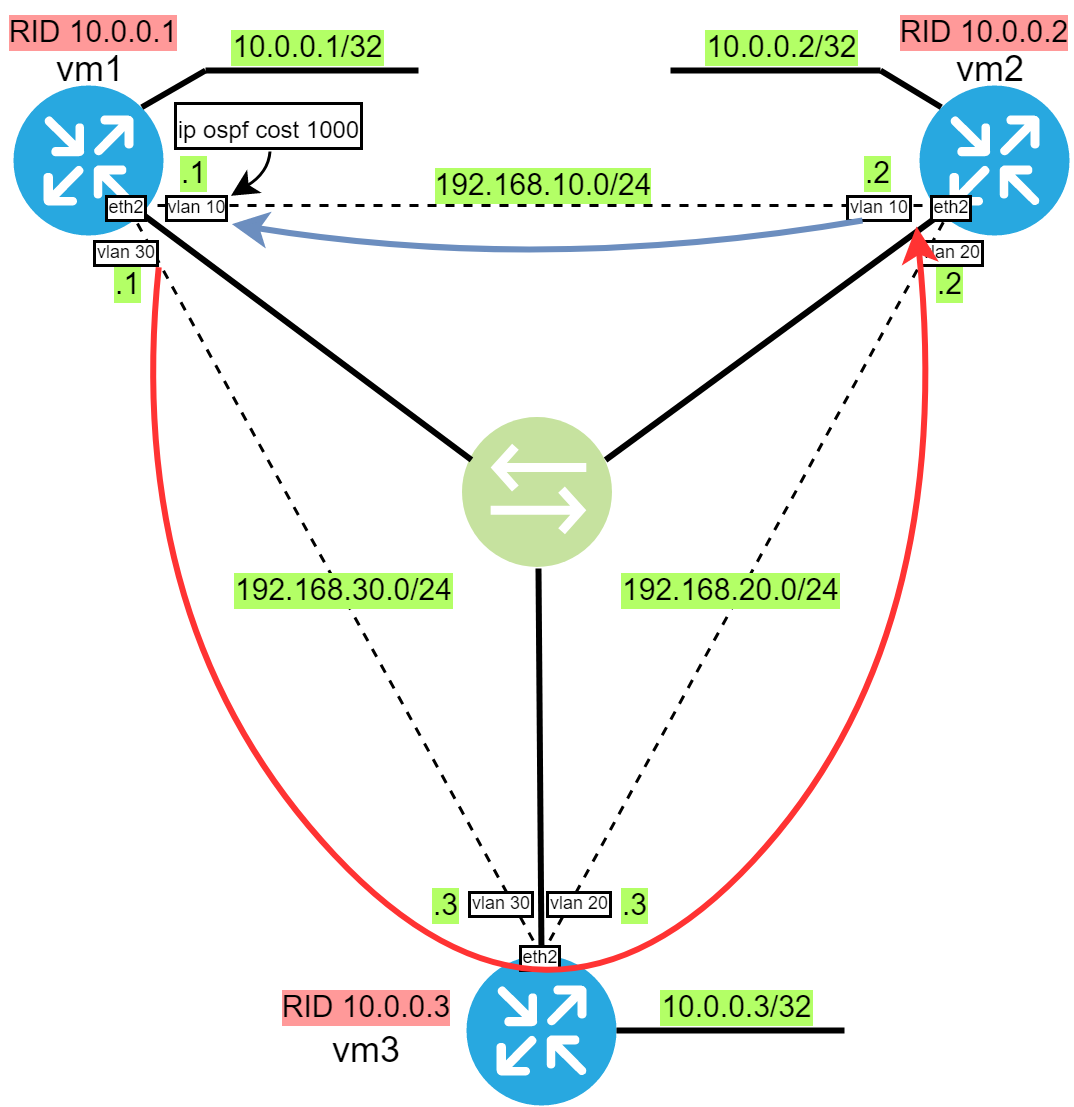 RID 10.0.0.1
vm1
10.0.0.1/32
10.0.0.2/32
RID 10.0.0.2
vm2
ip ospf cost 1000
.1
192.168.10.0/24
.2
eth2
vlan 10
vlan 10
eth2
vlan 30
.1
vlan 20
.2
192.168.30.0/24
192.168.20.0/24
.3
vlan 30
vlan 20
.3
eth2
RID 10.0.0.3
vm3
10.0.0.3/32